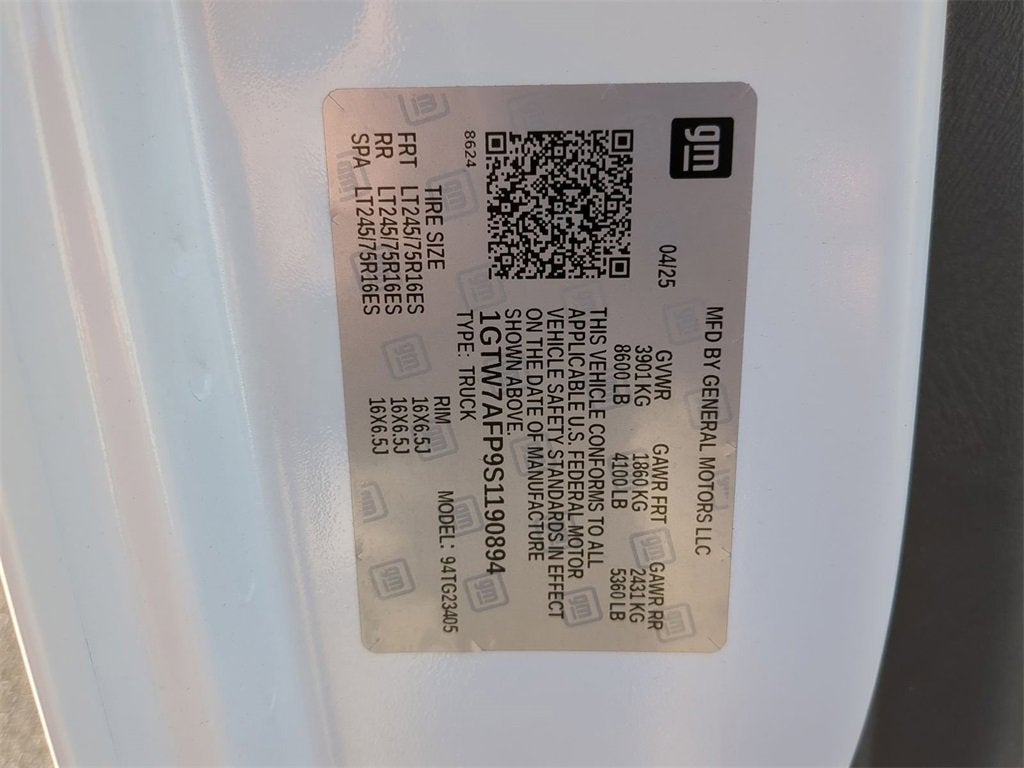 gm
MFD BY GENERAL MOTORS LLC
04/25
GVWR GAWR FRT GAWR RR
3901 KG 1860 KG 2431 KG
8600 LB 4100 LB 5360 LB
THIS VEHICLE CONFORMS TO ALL
APPLICABLE U.S. FEDERAL MOTOR
VEHICLE SAFETY STANDARDS IN EFFECT
ON THE DATE OF MANUFACTURE
SHOWN ABOVE.
1GTW7AFP9S1190894
TYPE: TRUCK
8624
MODEL: 94TG23405
TIRE SIZE RIM
FRT LT245/75R16ES 16X6.5J
RR LT245/75R16ES 16X6.5J
SPA LT245/75R16ES 16X6.5J